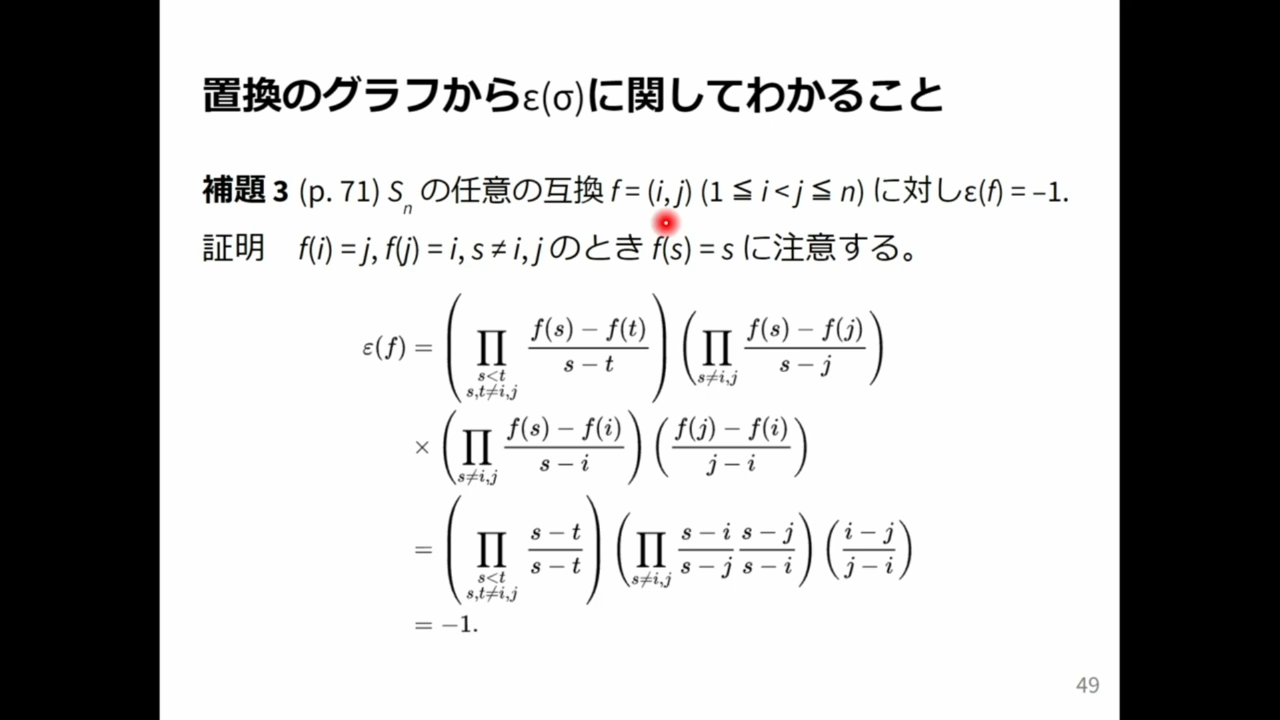 置換のグラフからε(σ)に関してわかること
補題 3 (p. 71) Sₙ の任意の互換 f = (i, j) (1 ≦ i < j ≦ n) に対しε(f) = –1.
証明 f(i) = j, f(j) = i, s ≠ i, j のとき f(s) = s に注意する。
ε(f) = (∏_{s<t s,t≠i,j} (f(s) − f(t))/(s − t)) (∏_{s≠i,j} (f(s) − f(j))/(s − j))
× (∏_{s≠i,j} (f(s) − f(i))/(s − i)) ((f(j) − f(i))/(j − i))
= (∏_{s<t s,t≠i,j} (s − t)/(s − t)) (∏_{s≠i,j} (s − i)/(s − j) (s − j)/(s − i)) ((i − j)/(j − i))
= −1.
49